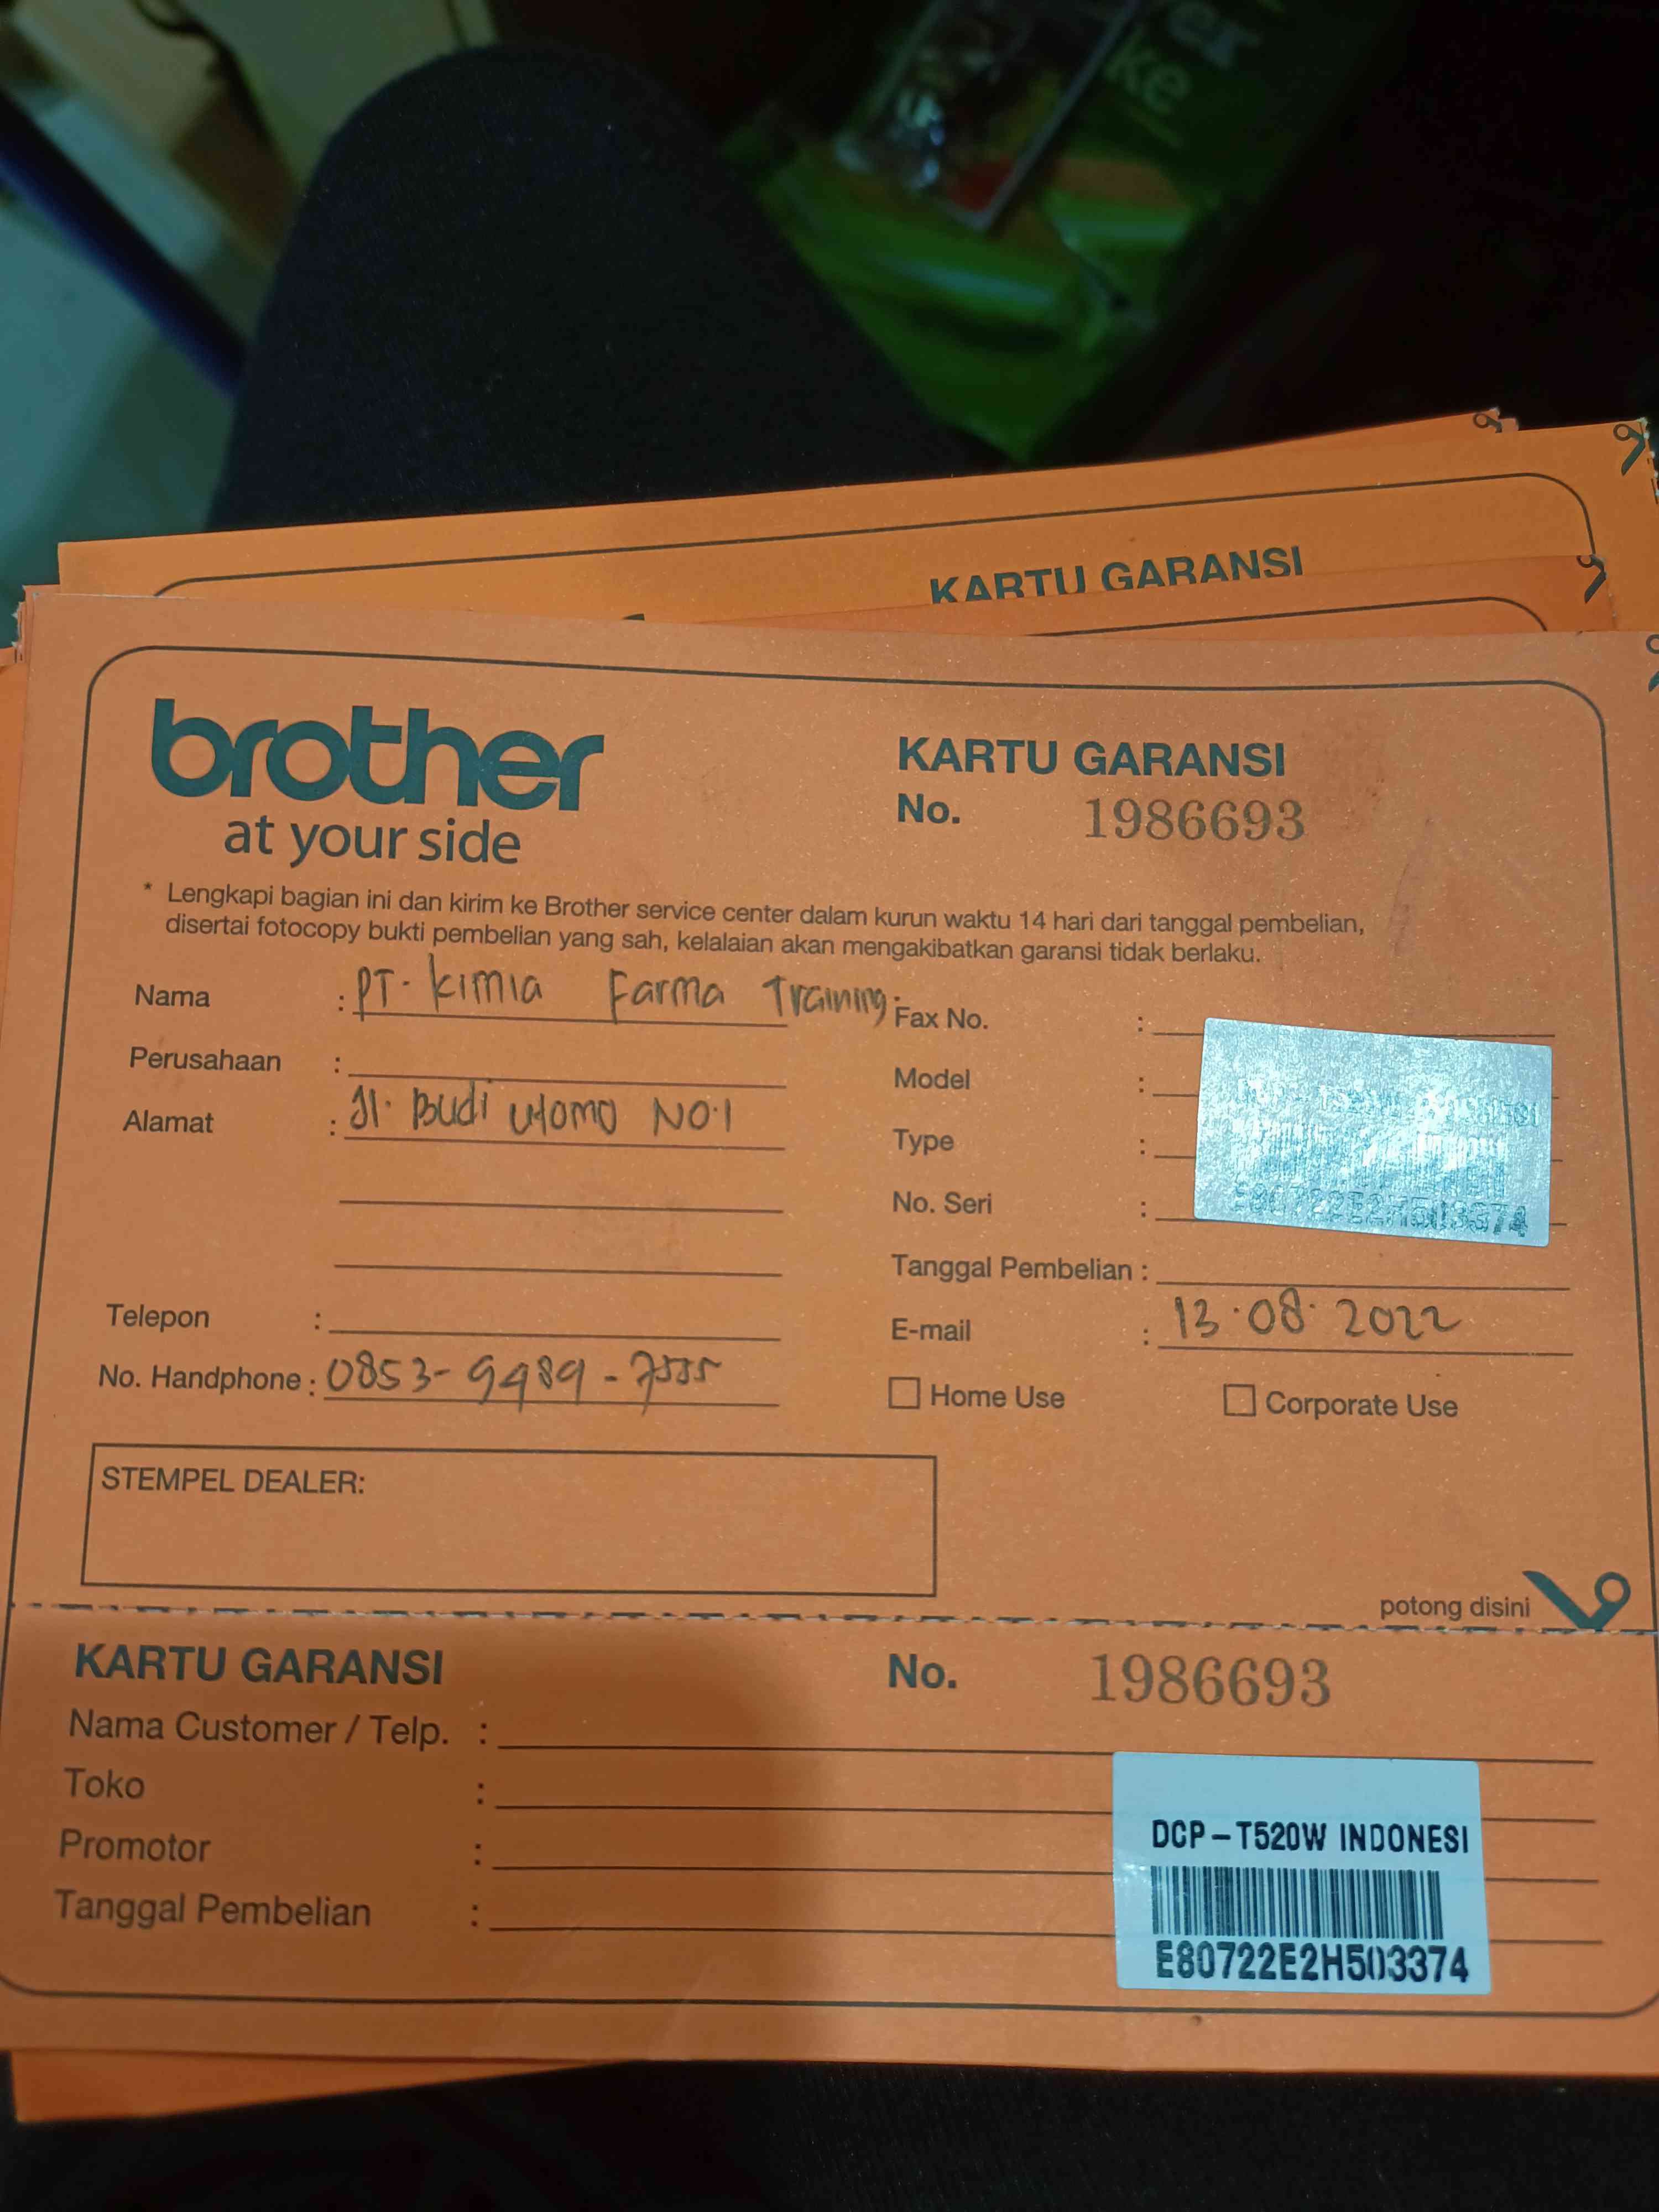 er
ke
KARTU GARANSI
brother
at your side
KARTU GARANSI
No. 1986693
* Lengkapi bagian ini dan kirim ke Brother service center dalam kurun waktu 14 hari dari tanggal pembelian,
disertai fotocopy bukti pembelian yang sah, kelalaian akan mengakibatkan garansi tidak berlaku.
Nama : PT. Kimia Farma Training.
Perusahaan :
Alamat : Jl. Budi Utomo No.1
Telepon :
No. Handphone : 0853-9489-7555
Fax No. :
Model :
Type :
No. Seri :
Tanggal Pembelian :
E-mail : 13.08.2022
Home Use
Corporate Use
STEMPEL DEALER:
potong disini
KARTU GARANSI No. 1986693
Nama Customer / Telp. :
Toko :
Promotor :
Tanggal Pembelian :
DCP-T520W INDONESI
E80722E2H503374